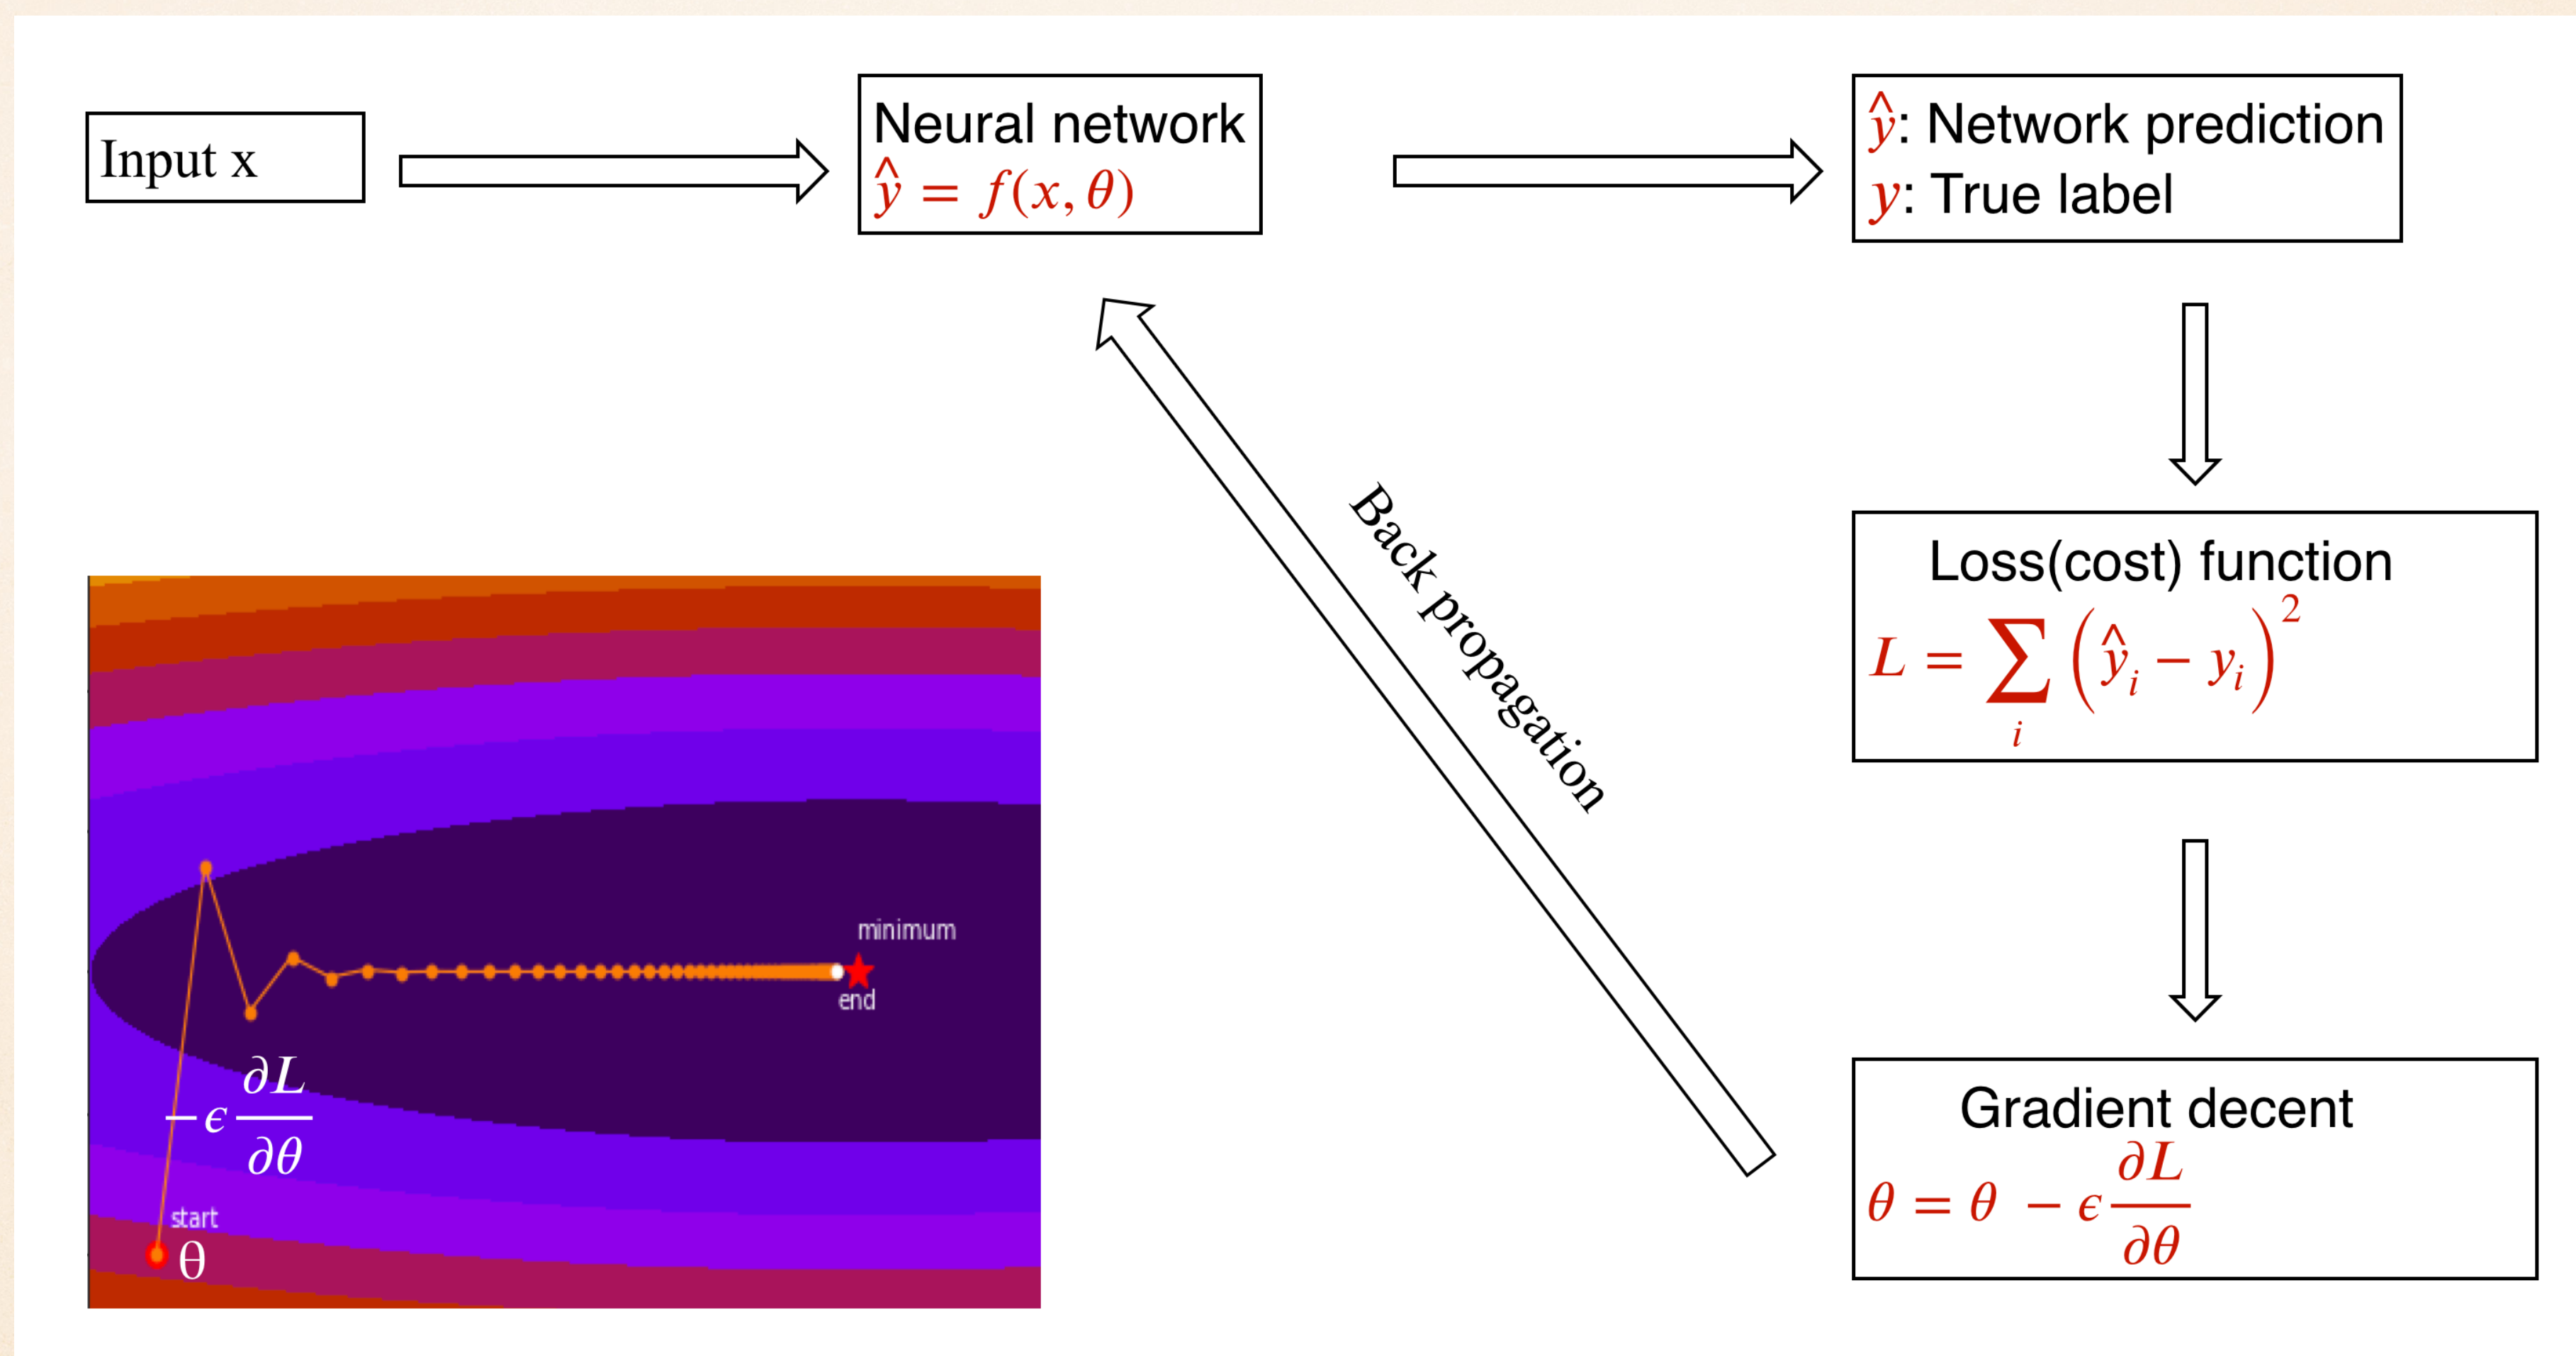 Input x
Neural network
ŷ = f(x, θ)
ŷ: Network prediction
y: True label
Loss(cost) function
L = ∑ᵢ (ŷᵢ − yᵢ)²
Gradient decent
θ = θ − ϵ ∂L/∂θ
Back propagation
minimum
end
−ϵ ∂L/∂θ
start
θ